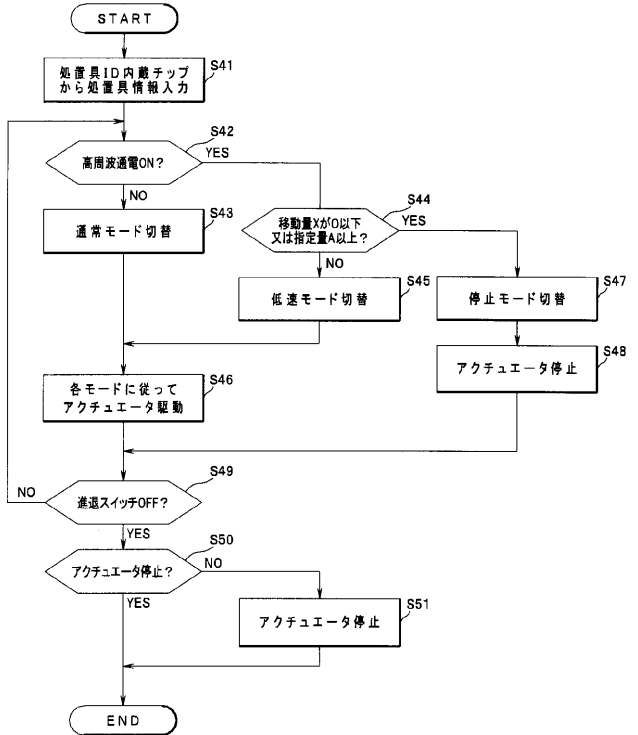 START
S41
処置具ID内蔵チップ
から処置具情報入力
S42
高周波通電ON?
YES
NO
S43
通常モード切替
S44
移動量XがO以下
又は指定量A以上?
YES
NO
S45
低速モード切替
S47
停止モード切替
S48
アクチュエータ停止
S46
各モードに従って
アクチュエータ駆動
S49
進退スイッチOFF?
NO
YES
S50
アクチュエータ停止?
NO
YES
S51
アクチュエータ停止
END